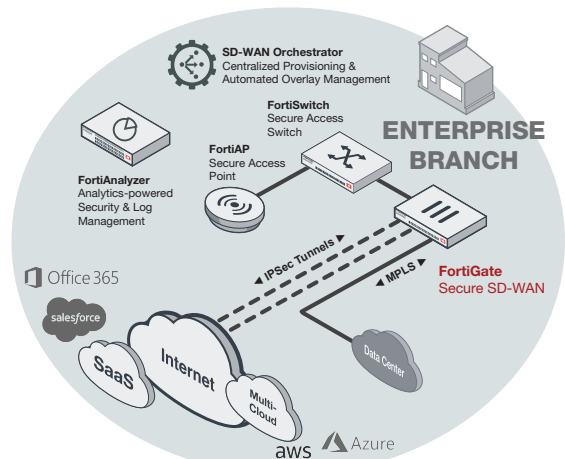 SD-WAN Orchestrator
Centralized Provisioning &
Automated Overlay Management
FortiSwitch
Secure Access
Switch
ENTERPRISE
BRANCH
FortiAP
Secure Access
Point
FortiAnalyzer
Analytics-powered
Security & Log
Management
IPSec Tunnels
MPLS
FortiGate
Secure SD-WAN
Office 365
salesforce
SaaS
Internet
Multi-
Cloud
Data Center
aws
Azure